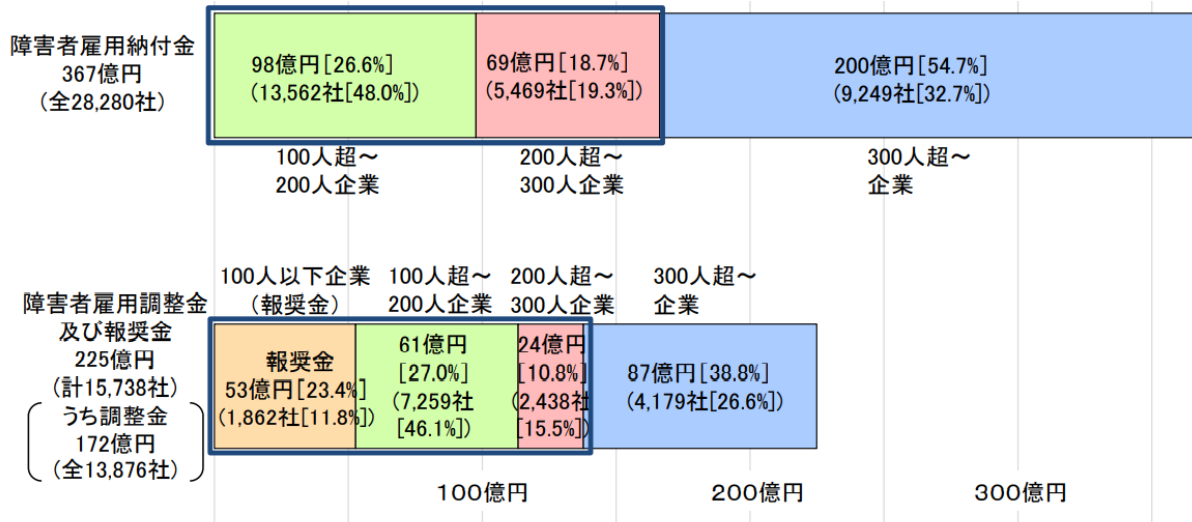 障害者雇用納付金
367億円
(全28,280社)
98億円[26.6%]
(13,562社[48.0%])
69億円[18.7%]
(5,469社[19.3%])
200億円[54.7%]
(9,249社[32.7%])
100人超～
200人企業
200人超～
300人企業
300人超～
企業
100人以下企業
(報奨金)
100人超～
200人企業
200人超～
300人企業
300人超～
企業
障害者雇用調整金
及び報奨金
225億円
(計15,738社)
うち調整金
172億円
(全13,876社)
報奨金
53億円[23.4%]
(1,862社[11.8%])
61億円
[27.0%]
(7,259社
[46.1%])
24億円
[10.8%]
(2,438社
[15.5%])
87億円[38.8%]
(4,179社[26.6%])
100億円
200億円
300億円